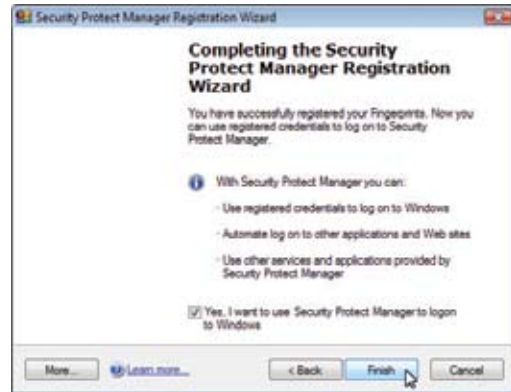 Security Protect Manager Registration Wizard
Completing the Security
Protect Manager Registration
Wizard
You have successfully registered your Fingerprints. Now you
can use registered credentials to log on to Security
Protect Manager.
With Security Protect Manager you can:
· Use registered credentials to log on to Windows
· Automate log on to other applications and Web sites
· Use other services and applications provided by
Security Protect Manager
Yes, I want to use Security Protect Manager to logon
to Windows
More...
Learn more...
< Back
Finish
Cancel